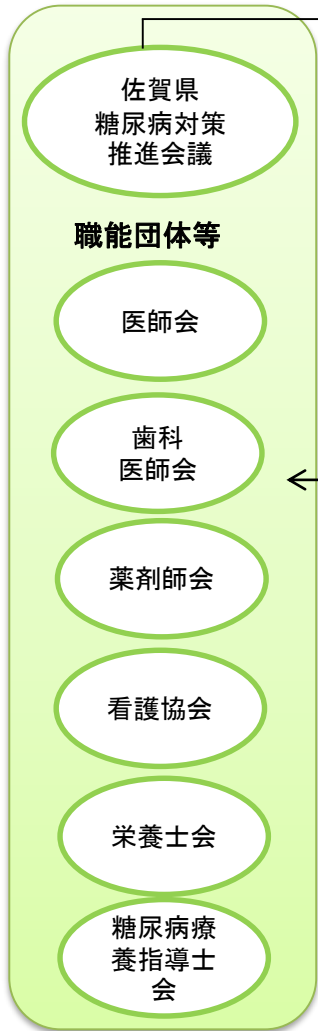 佐賀県
糖尿病対策
推進会議
職能団体等
医師会
歯科
医師会
薬剤師会
看護協会
栄養士会
糖尿病療
養指導士
会